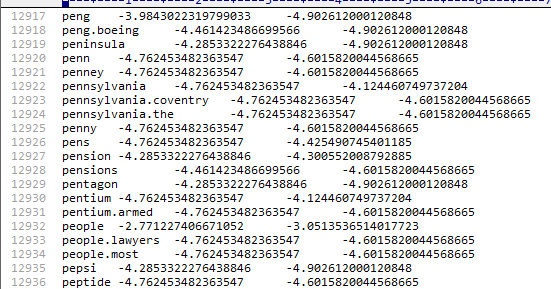 12917 peng -3.9843022319799033 -4.902612000120848
12918 peng.boeing -4.461423486699566 -4.902612000120848
12919 peninsula -4.2853322276438846 -4.902612000120848
12920 penn -4.762453482363547 -4.6015820044568665
12921 penney -4.762453482363547 -4.6015820044568665
12922 pennsylvania -4.762453482363547 -4.124460749737204
12923 pennsylvania.coventry -4.762453482363547 -4.6015820044568665
12924 pennsylvania.the -4.762453482363547 -4.6015820044568665
12925 penny -4.762453482363547 -4.6015820044568665
12926 pens -4.762453482363547 -4.425490745401185
12927 pension -4.2853322276438846 -4.300552008792885
12928 pensions -4.461423486699566 -4.6015820044568665
12929 pentagon -4.2853322276438846 -4.902612000120848
12930 pentium -4.762453482363547 -4.124460749737204
12931 pentium.armed -4.762453482363547 -4.6015820044568665
12932 people -2.771227406671052 -3.0513536514017723
12933 people.lawyers -4.762453482363547 -4.6015820044568665
12934 people.most -4.762453482363547 -4.6015820044568665
12935 pepsi -4.2853322276438846 -4.902612000120848
12936 peptide -4.762453482363547 -4.6015820044568665